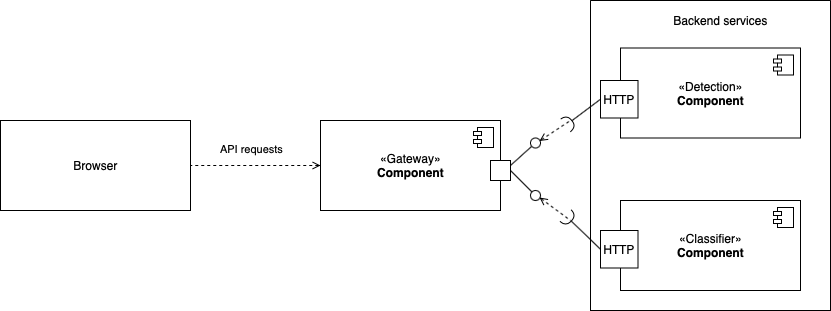 Backend services
Browser
API requests
«Gateway»
Component
HTTP
«Detection»
Component
HTTP
«Classifier»
Component